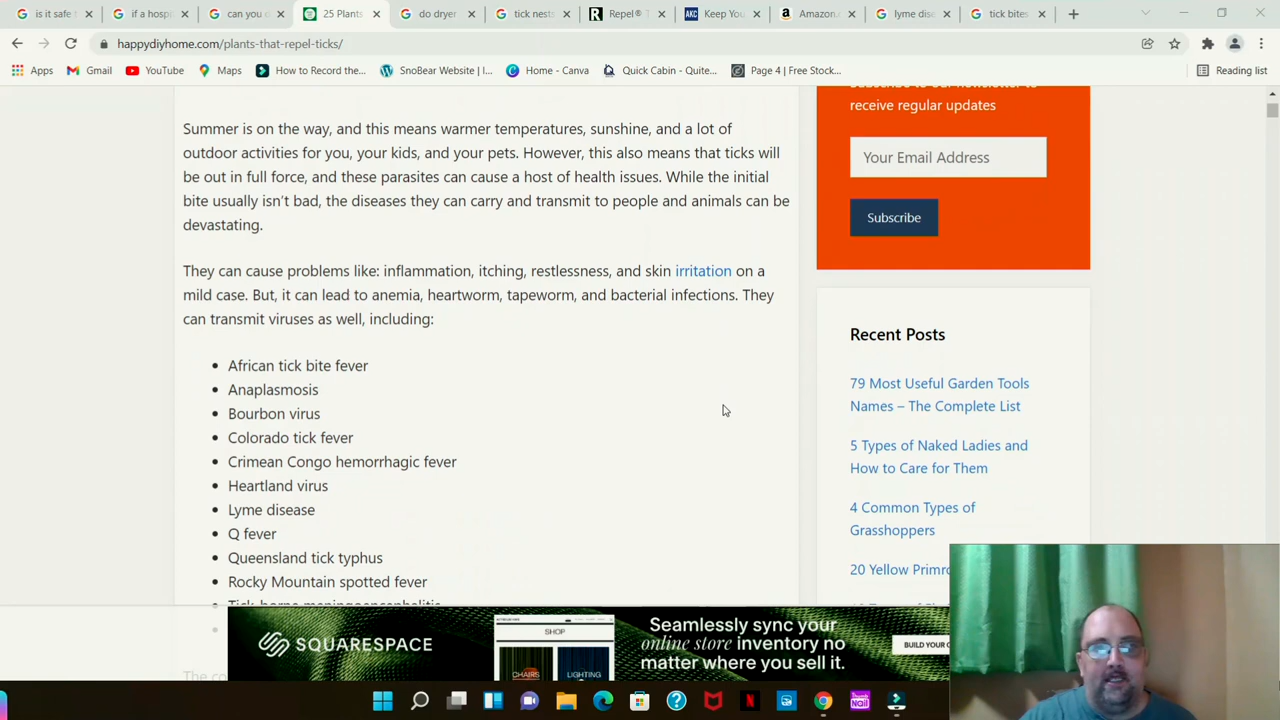 is it safe t
if a hospi
can you e
25 Plants
do dryer
tick nests
Repel® T
Keep You
Amazon.
lyme dise
tick bites
happydiyhome.com/plants-that-repel-ticks/
Apps
Gmail
YouTube
Maps
How to Record the...
SnoBear Website | I...
Home - Canva
Quick Cabin - Quite...
Page 4 | Free Stock...
Reading list
Summer is on the way, and this means warmer temperatures, sunshine, and a lot of
outdoor activities for you, your kids, and your pets. However, this also means that ticks will
be out in full force, and these parasites can cause a host of health issues. While the initial
bite usually isn't bad, the diseases they can carry and transmit to people and animals can be
devastating.
They can cause problems like: inflammation, itching, restlessness, and skin irritation on a
mild case. But, it can lead to anemia, heartworm, tapeworm, and bacterial infections. They
can transmit viruses as well, including:
African tick bite fever
Anaplasmosis
Bourbon virus
Colorado tick fever
Crimean Congo hemorrhagic fever
Heartland virus
Lyme disease
Q fever
Queensland tick typhus
Rocky Mountain spotted fever
Tick-borne meningoencephalitis
The co
receive regular updates
Your Email Address
Subscribe
Recent Posts
79 Most Useful Garden Tools
Names – The Complete List
5 Types of Naked Ladies and
How to Care for Them
4 Common Types of
Grasshoppers
20 Yellow Primro
SQUARESPACE
SHOP
CHAIRS
LIGHTING
Seamlessly sync your
online store inventory no
matter where you sell it.
BUILD YOUR